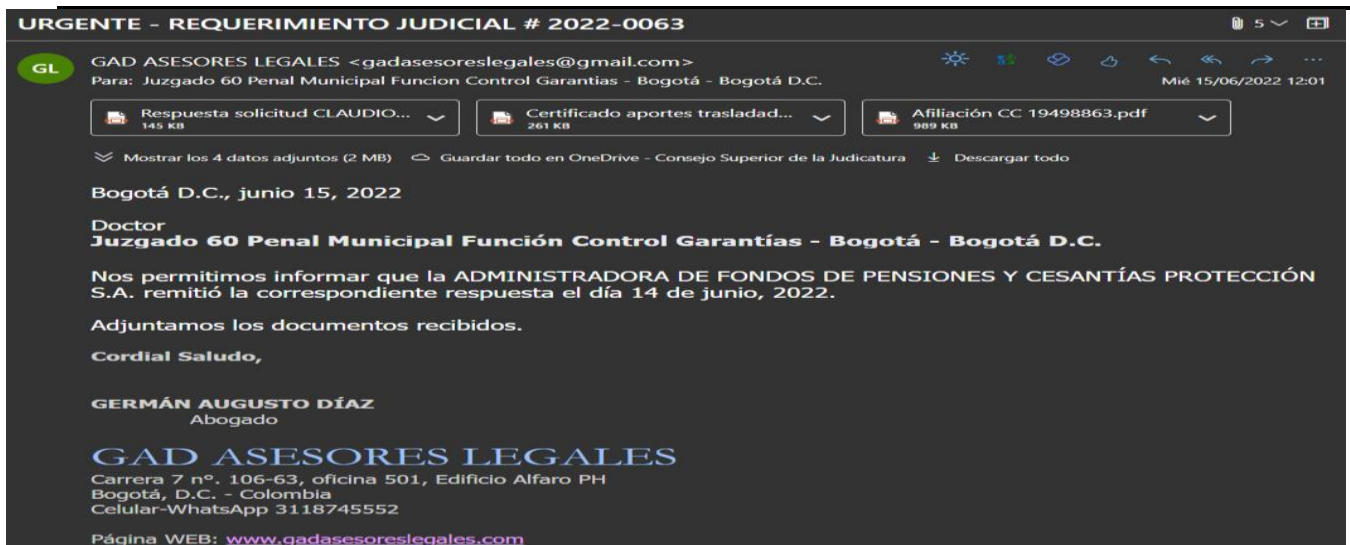 URGENTE - REQUERIMIENTO JUDICIAL # 2022-0063
5
GL
GAD ASESORES LEGALES <gadasesoreslegales@gmail.com>
Para: Juzgado 60 Penal Municipal Funcion Control Garantias - Bogotá - Bogotá D.C.
Mié 15/06/2022 12:01
Respuesta solicitud CLAUDIO...
145 KB
Certificado aportes trasladad...
261 KB
Afiliación CC 19498863.pdf
989 KB
Mostrar los 4 datos adjuntos (2 MB) Guardar todo en OneDrive - Consejo Superior de la Judicatura Descargar todo
Bogotá D.C., junio 15, 2022
Doctor
Juzgado 60 Penal Municipal Función Control Garantías - Bogotá - Bogotá D.C.
Nos permitimos informar que la ADMINISTRADORA DE FONDOS DE PENSIONES Y CESANTÍAS PROTECCIÓN
S.A. remitió la correspondiente respuesta el día 14 de junio, 2022.
Adjuntamos los documentos recibidos.
Cordial Saludo,
GERMÁN AUGUSTO DÍAZ
Abogado
GAD ASESORES LEGALES
Carrera 7 nº. 106-63, oficina 501, Edificio Alfaro PH
Bogotá, D.C. - Colombia
Celular-WhatsApp 3118745552
Página WEB: www.gadasesoreslegales.com